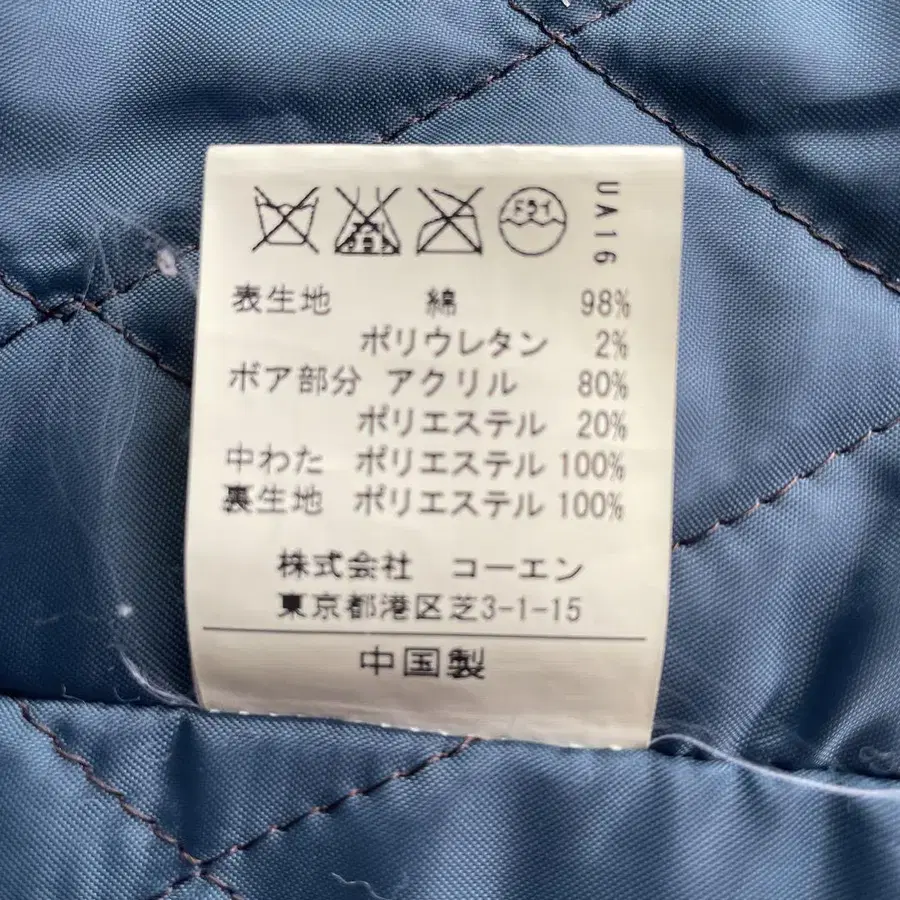 UA16
表生地 綿 98%
ポリウレタン 2%
ボア部分 アクリル 80%
ポリエステル 20%
中わた ポリエステル 100%
裏生地 ポリエステル 100%
株式会社 コーエン
東京都港区芝3-1-15
中国製